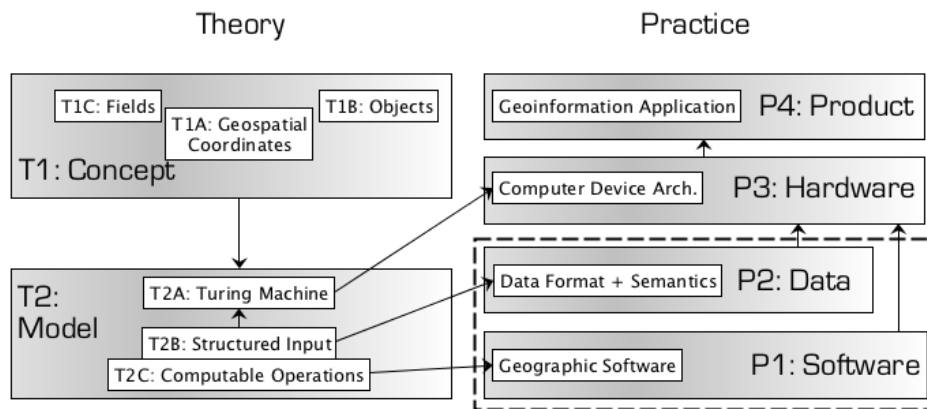 Theory
Practice
T1C: Fields
T1B: Objects
T1A: Geospatial
Coordinates
T1: Concept
Geoinformation Application
P4: Product
Computer Device Arch.
P3: Hardware
T2:
Model
T2A: Turing Machine
T2B: Structured Input
T2C: Computable Operations
Data Format + Semantics
P2: Data
Geographic Software
P1: Software